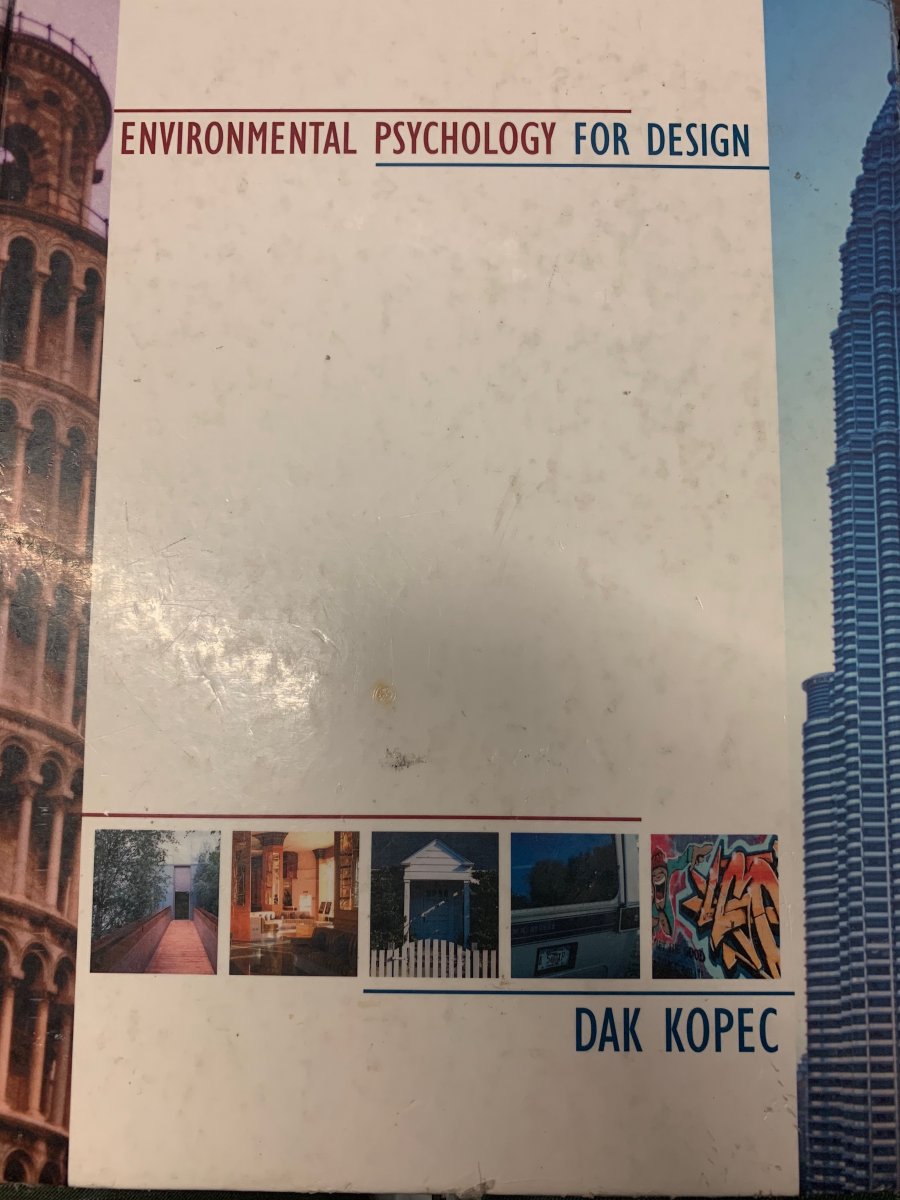 ENVIRONMENTAL PSYCHOLOGY FOR DESIGN
DAK KOPEC